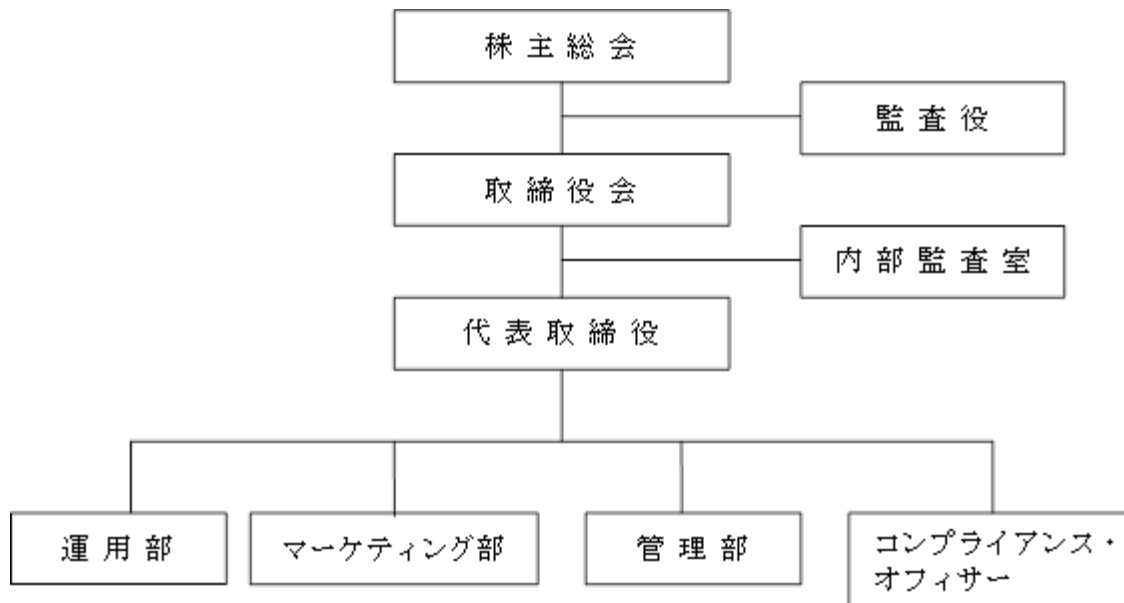 株主総会
監査役
取締役会
内部監査室
代表取締役
運用部
マーケティング部
管理部
コンプライアンス・
オフィサー